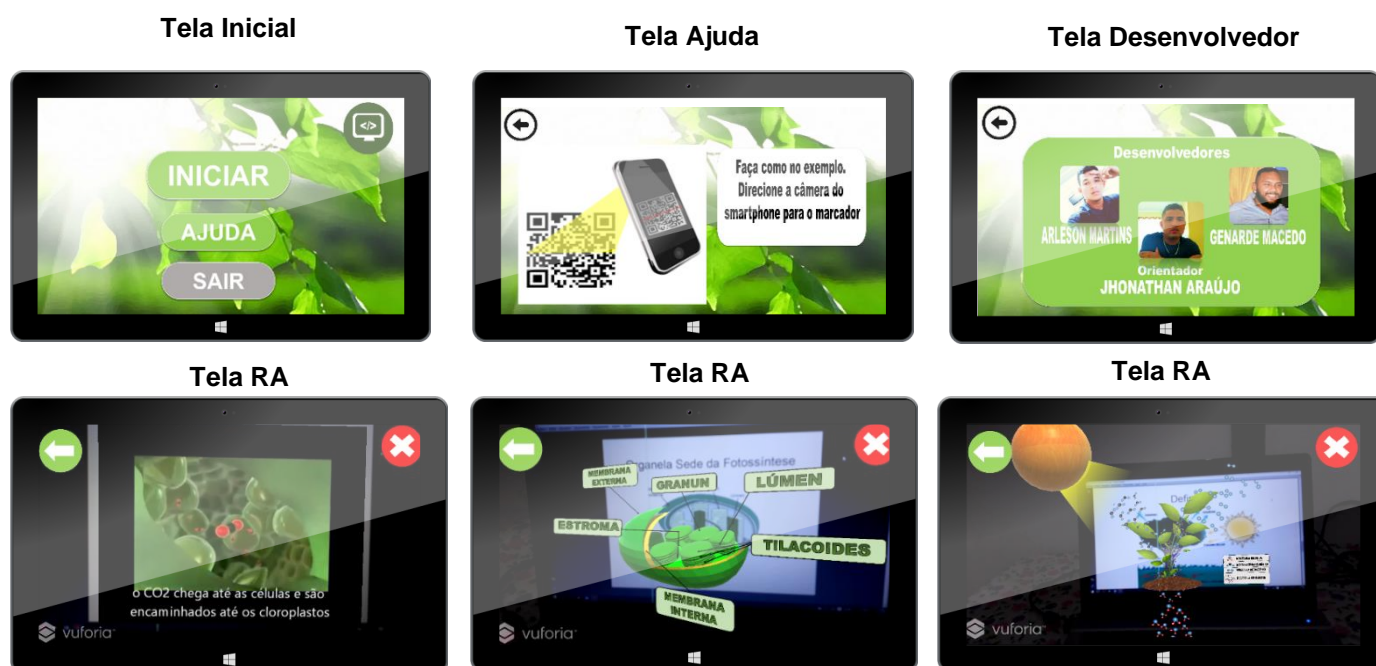 Tela Inicial
Tela Ajuda
Tela Desenvolvedor
</>
INICIAR
AJUDA
SAIR
Faça como no exemplo.
Direcione a câmera do
smartphone para o marcador
Desenvolvedores
ARLESON MARTINS
GENARDE MACEDO
Orientador
JHONATHAN ARAÚJO
Tela RA
Tela RA
Tela RA
o CO2 chega até as células e são
encaminhados até os cloroplastos
vuforia
Organela Sede da Fotossíntese
MEMBRANA
EXTERNA
GRANUN
LÚMEN
ESTROMA
TILACOIDES
MEMBRANA
INTERNA
vuforia
vuforia